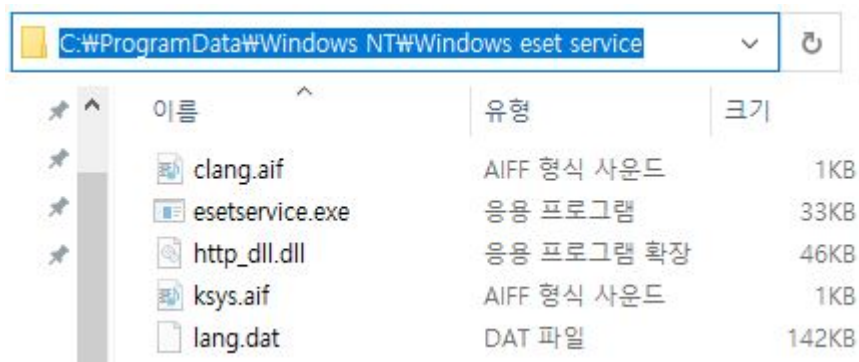 C:₩ProgramData₩Windows NT₩Windows eset service
이름 유형 크기
clang.aif AIFF 형식 사운드 1KB
esetservice.exe 응용 프로그램 33KB
http_dll.dll 응용 프로그램 확장 46KB
ksys.aif AIFF 형식 사운드 1KB
lang.dat DAT 파일 142KB